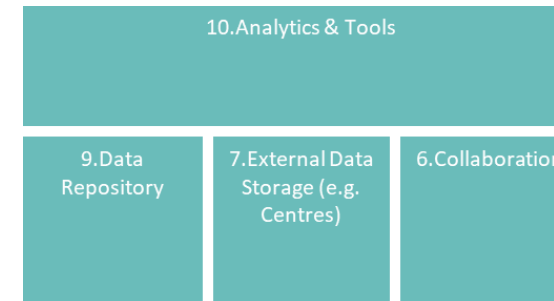 10.Analytics & Tools
9.Data
Repository
7.External Data
Storage (e.g.
Centres)
6.Collaboration